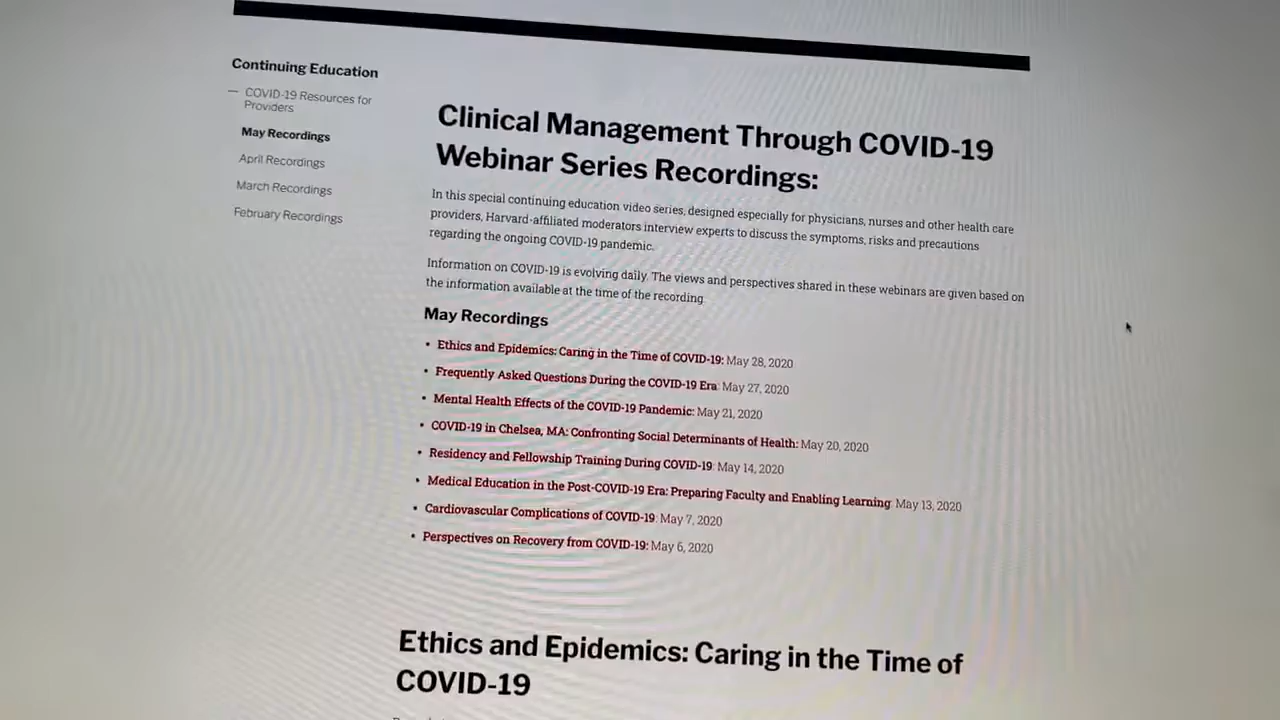 Continuing Education
— COVID-19 Resources for
Providers
May Recordings
April Recordings
March Recordings
February Recordings
Clinical Management Through COVID-19
Webinar Series Recordings:
In this special continuing education video series, designed especially for physicians, nurses and other health care
providers, Harvard-affiliated moderators interview experts to discuss the symptoms, risks and precautions
regarding the ongoing COVID-19 pandemic.
Information on COVID-19 is evolving daily. The views and perspectives shared in these webinars are given based on
the information available at the time of the recording.
May Recordings
• Ethics and Epidemics: Caring in the Time of COVID-19: May 28, 2020
• Frequently Asked Questions During the COVID-19 Era: May 27, 2020
• Mental Health Effects of the COVID-19 Pandemic: May 21, 2020
• COVID-19 in Chelsea, MA: Confronting Social Determinants of Health: May 20, 2020
• Residency and Fellowship Training During COVID-19: May 14, 2020
• Medical Education in the Post-COVID-19 Era: Preparing Faculty and Enabling Learning: May 13, 2020
• Cardiovascular Complications of COVID-19: May 7, 2020
• Perspectives on Recovery from COVID-19: May 6, 2020
Ethics and Epidemics: Caring in the Time of
COVID-19